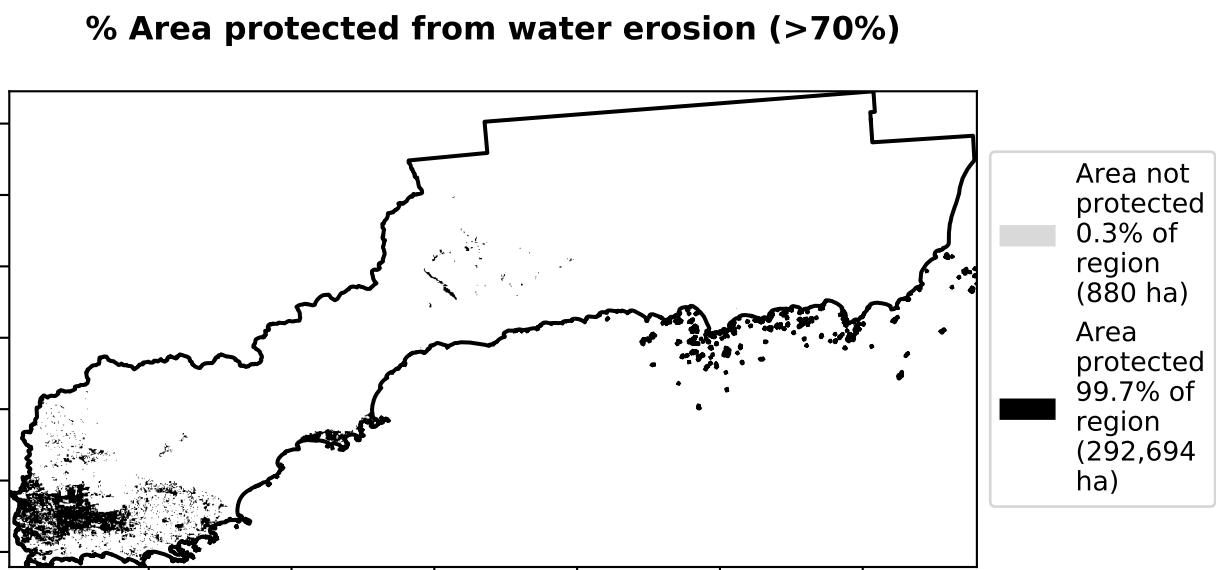 % Area protected from water erosion (>70%)
Area not
protected
0.3% of
region
(880 ha)
Area
protected
99.7% of
region
(292,694
ha)